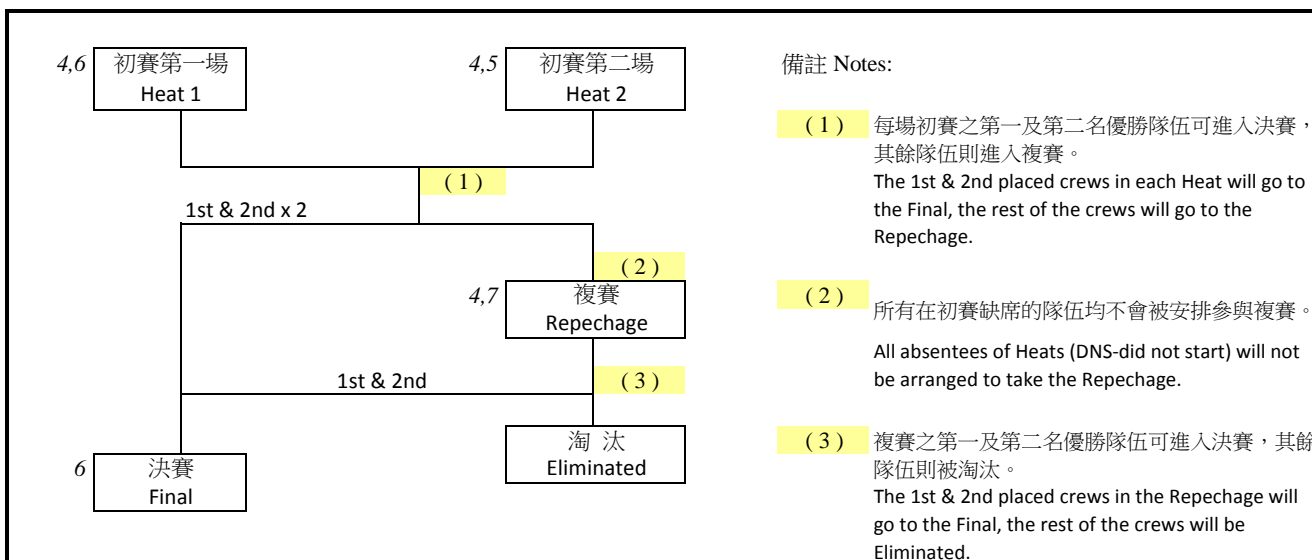 4,6
初賽第一場
Heat 1
4,5
初賽第二場
Heat 2
( 1 )
1st & 2nd x 2
( 2 )
4,7
複賽
Repechage
1st & 2nd
( 3 )
淘 汰
Eliminated
6
決賽
Final
備註 Notes:
( 1 ) 每場初賽之第一及第二名優勝隊伍可進入決賽，
其餘隊伍則進入複賽。
The 1st & 2nd placed crews in each Heat will go to
the Final, the rest of the crews will go to the
Repechage.
( 2 )
所有在初賽缺席的隊伍均不會被安排參與複賽。
All absentees of Heats (DNS-did not start) will not
be arranged to take the Repechage.
( 3 ) 複賽之第一及第二名優勝隊伍可進入決賽，其餘
隊伍則被淘汰。
The 1st & 2nd placed crews in the Repechage will
go to the Final, the rest of the crews will be
Eliminated.